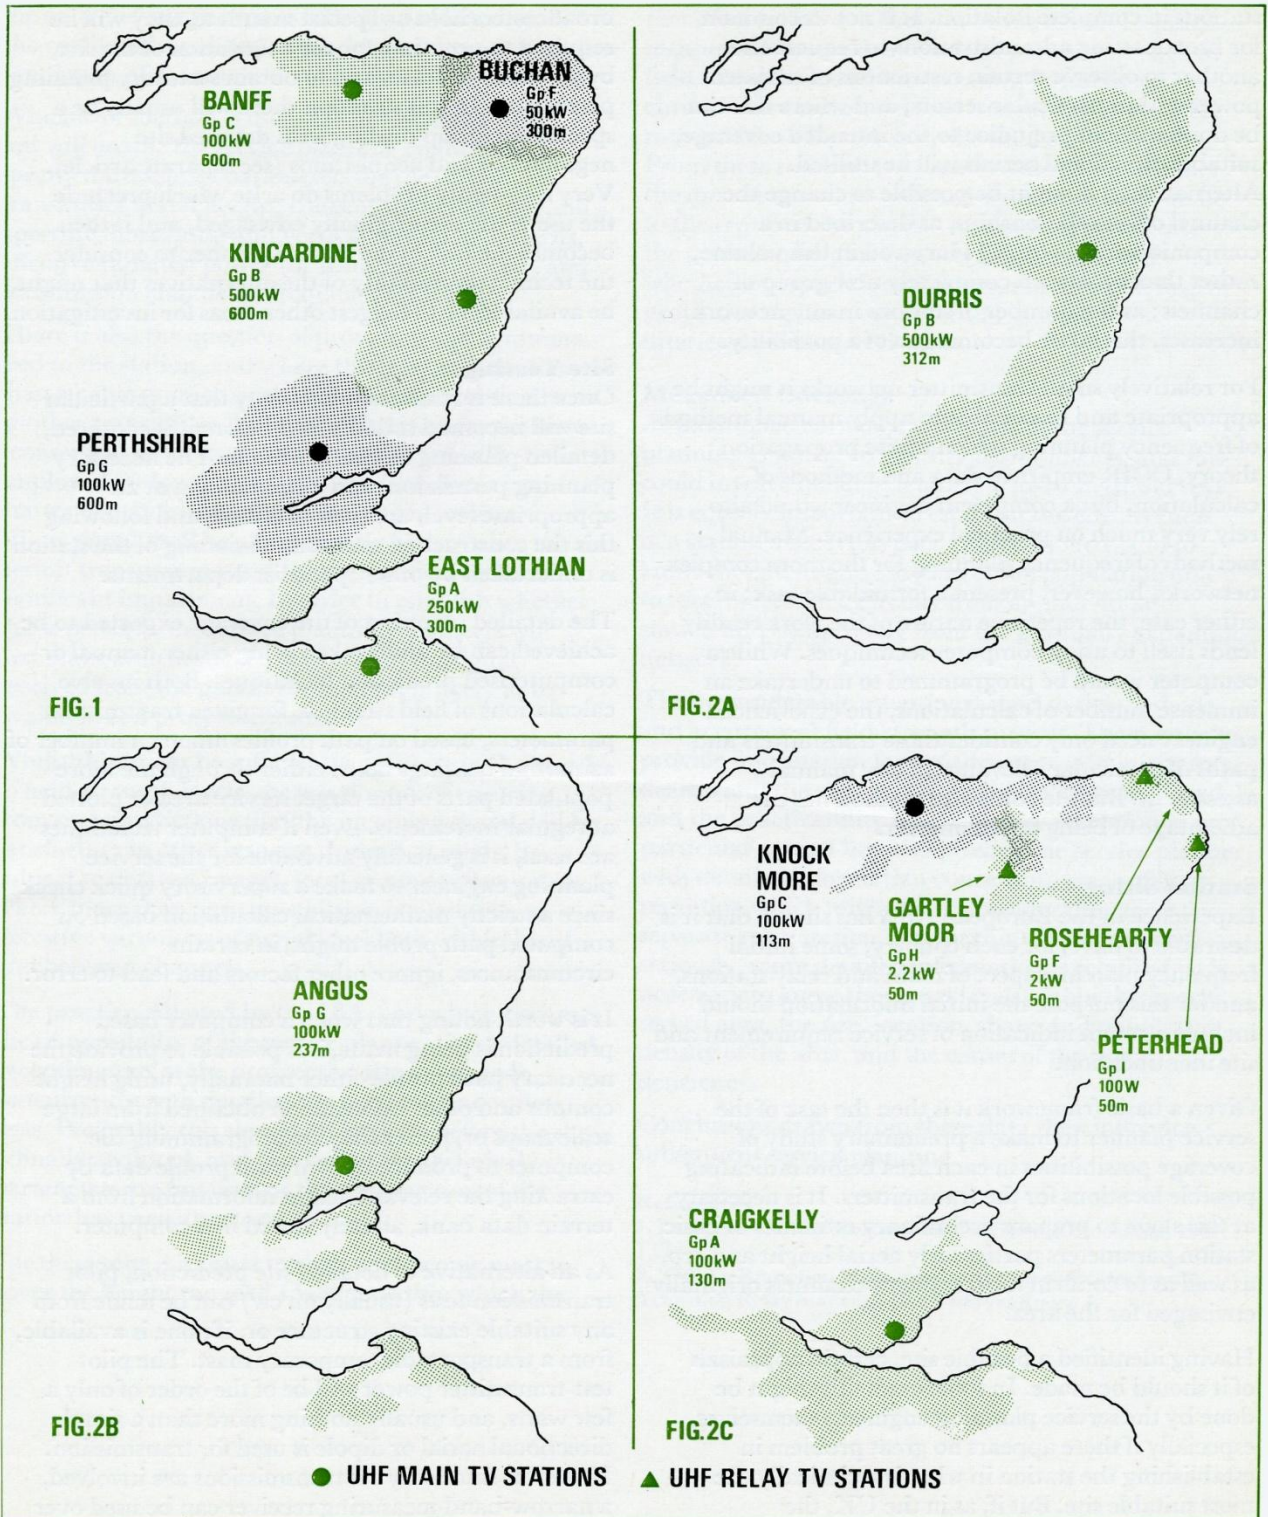 BANFF
Gp C
100kW
600m
BUCHAN
Gp F
50kW
300m
KINCARDINE
Gp B
500kW
600m
PERTHSHIRE
Gp G
100kW
600m
EAST LOTHIAN
Gp A
250kW
300m
FIG.1
DURRIS
Gp B
500kW
312m
FIG.2A
ANGUS
Gp G
100kW
237m
FIG.2B
KNOCK
MORE
Gp C
100kW
113m
GARTLEY
MOOR
Gp H
2.2kW
50m
ROSEHEARTY
Gp F
2kW
50m
PETERHEAD
Gp I
100W
50m
CRAIGKELLY
Gp A
100kW
130m
FIG.2C
UHF MAIN TV STATIONS
UHF RELAY TV STATIONS